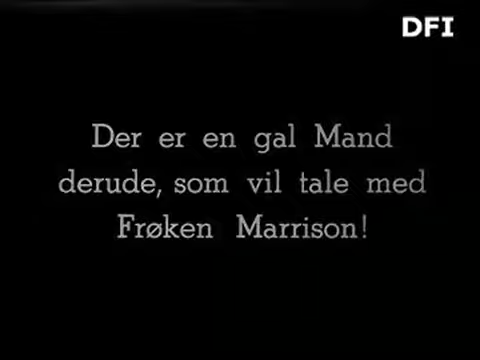 DFI
Der er en gal Mand
derude, som vil tale med
Frøken Marrison!